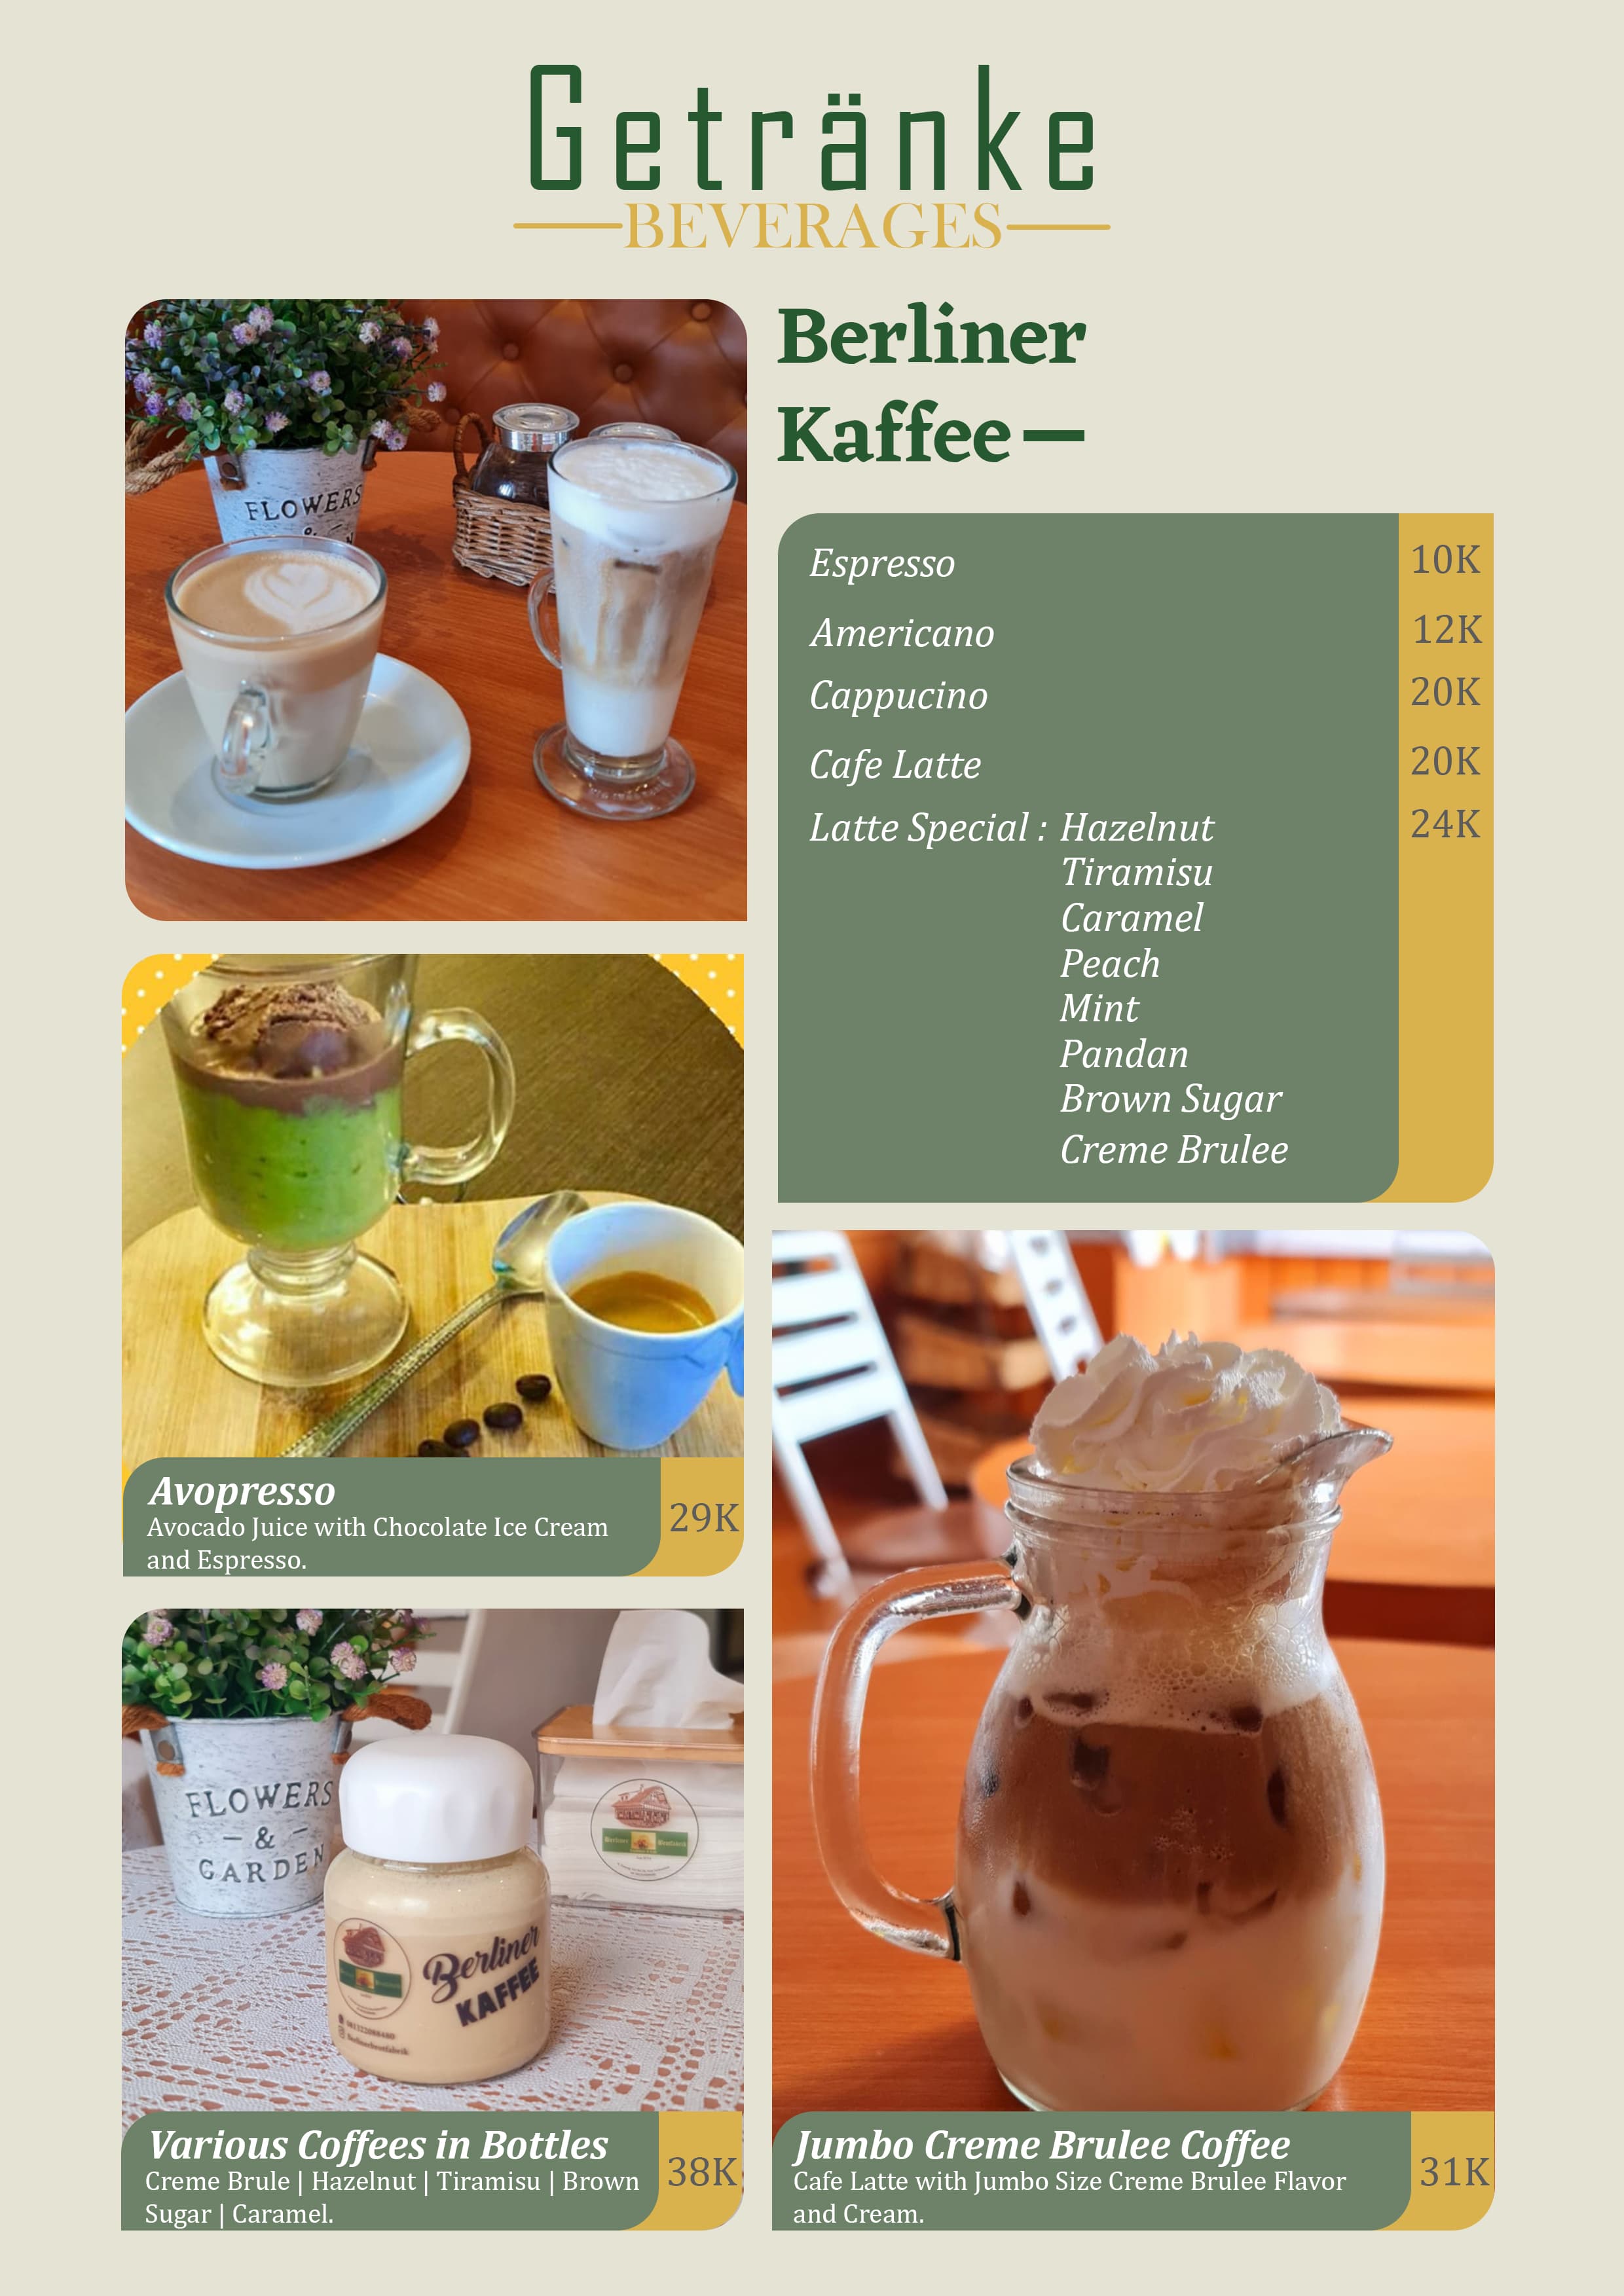 Getränke
BEVERAGES
Berliner
Kaffee
Espresso 10K
Americano 12K
Cappucino 20K
Cafe Latte 20K
Latte Special : Hazelnut 24K
Tiramisu
Caramel
Peach
Mint
Pandan
Brown Sugar
Creme Brulee
FLOWERS
&
Avopresso
Avocado Juice with Chocolate Ice Cream
and Espresso.
29K
FLOWERS
- & -
GARDEN
Berliner
KAFFEE
Various Coffees in Bottles
Creme Brule | Hazelnut | Tiramisu | Brown
Sugar | Caramel.
38K
Jumbo Creme Brulee Coffee
Cafe Latte with Jumbo Size Creme Brulee Flavor
and Cream.
31K